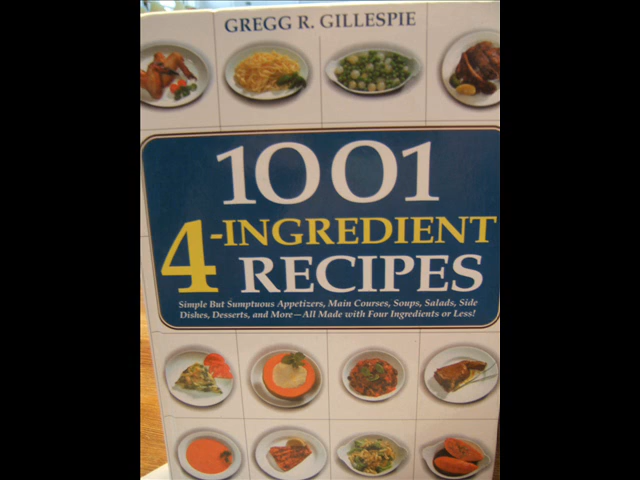 GREGG R. GILLESPIE
1001
4-INGREDIENT
RECIPES
Simple But Sumptuous Appetizers, Main Courses, Soups, Salads, Side
Dishes, Desserts, and More—All Made with Four Ingredients or Less!